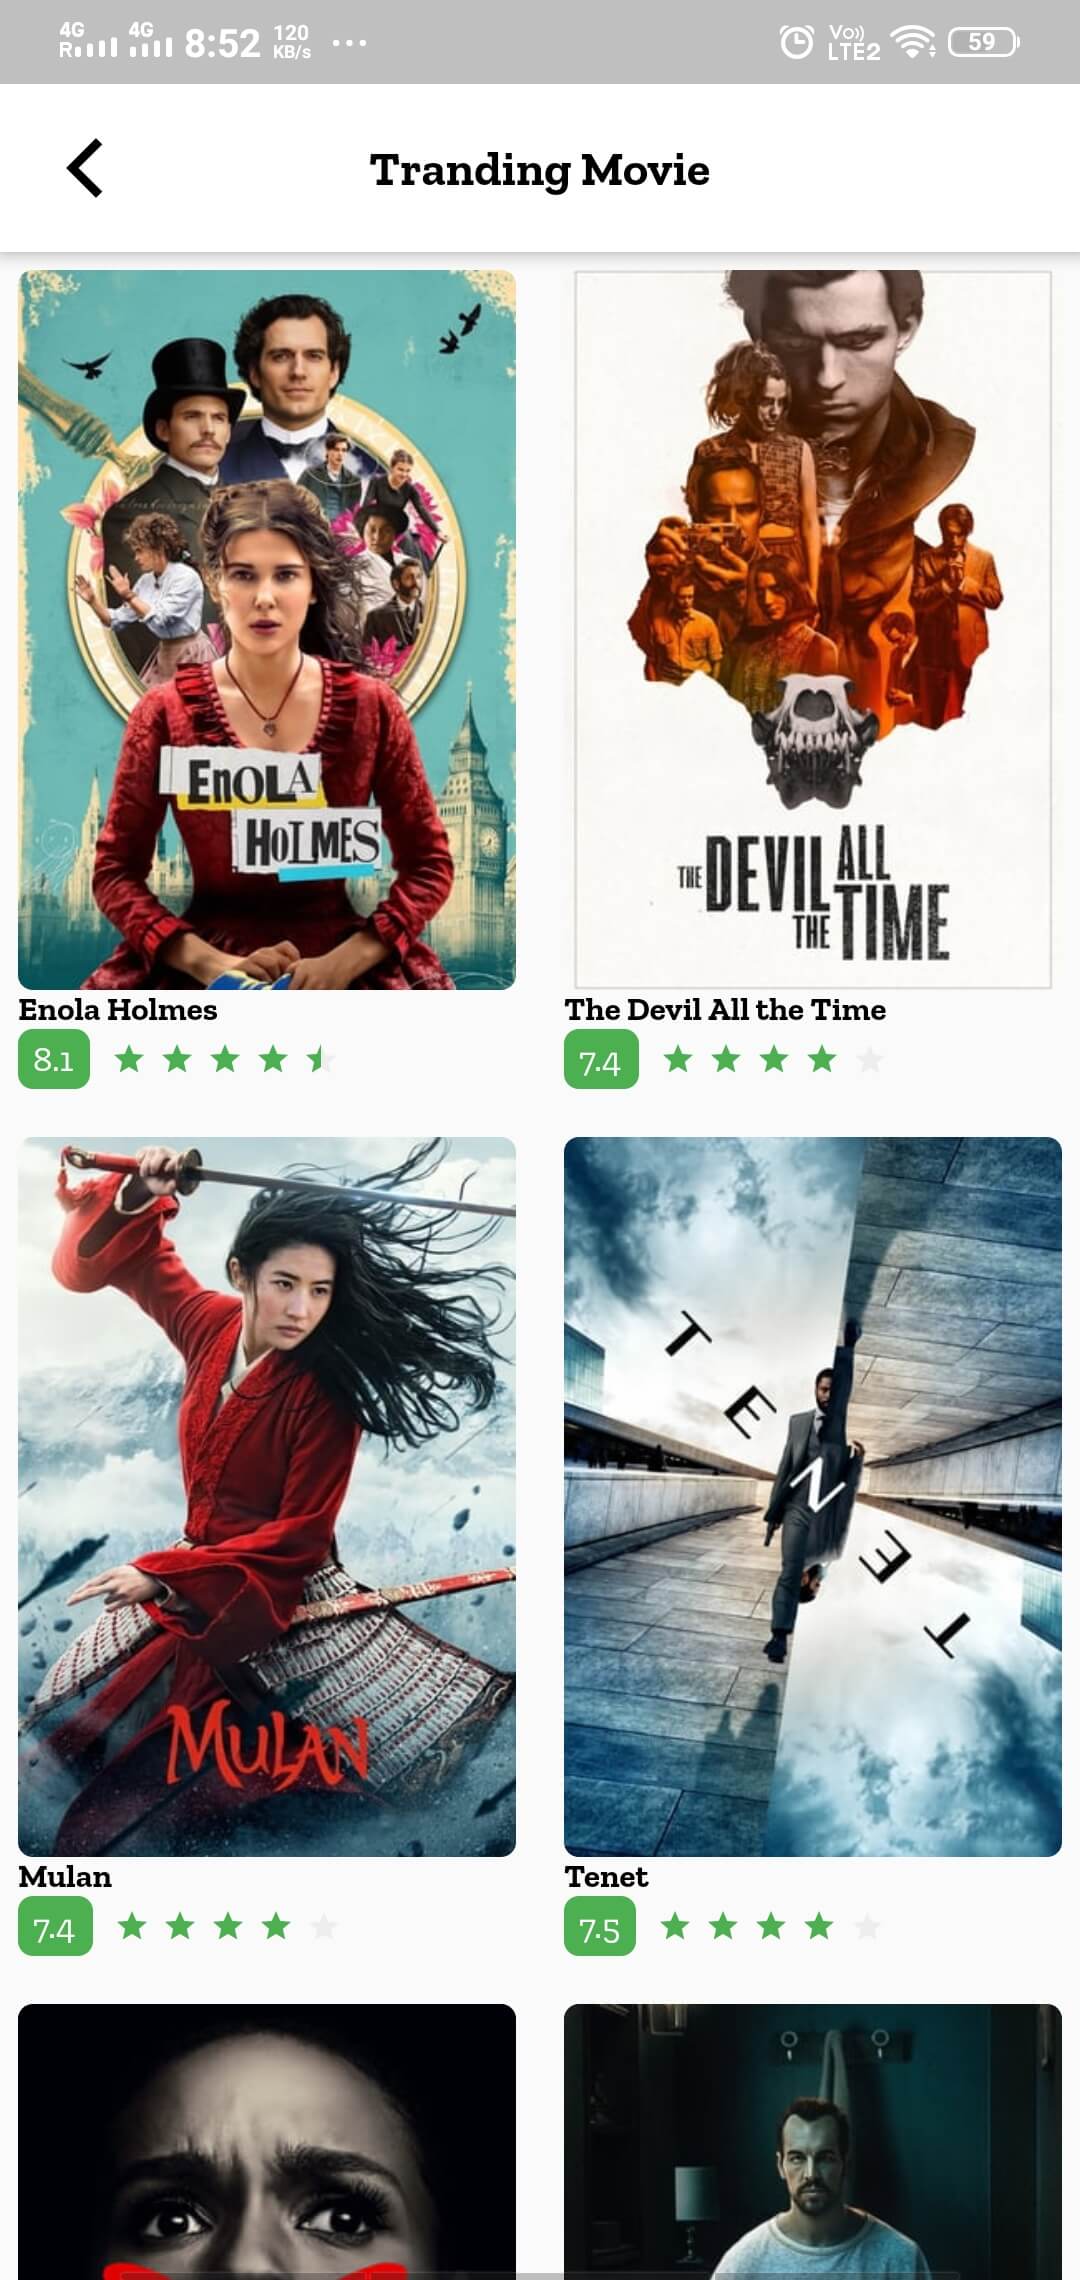 4G 4G 8:52 120 KB/s ... Vo)) LTE2 59
R
Tranding Movie
ENOLA
HOLMES
THE DEVIL ALL
THE TIME
Enola Holmes
The Devil All the Time
8.1
7.4
MULAN
TENET
Mulan
Tenet
7.4
7.5